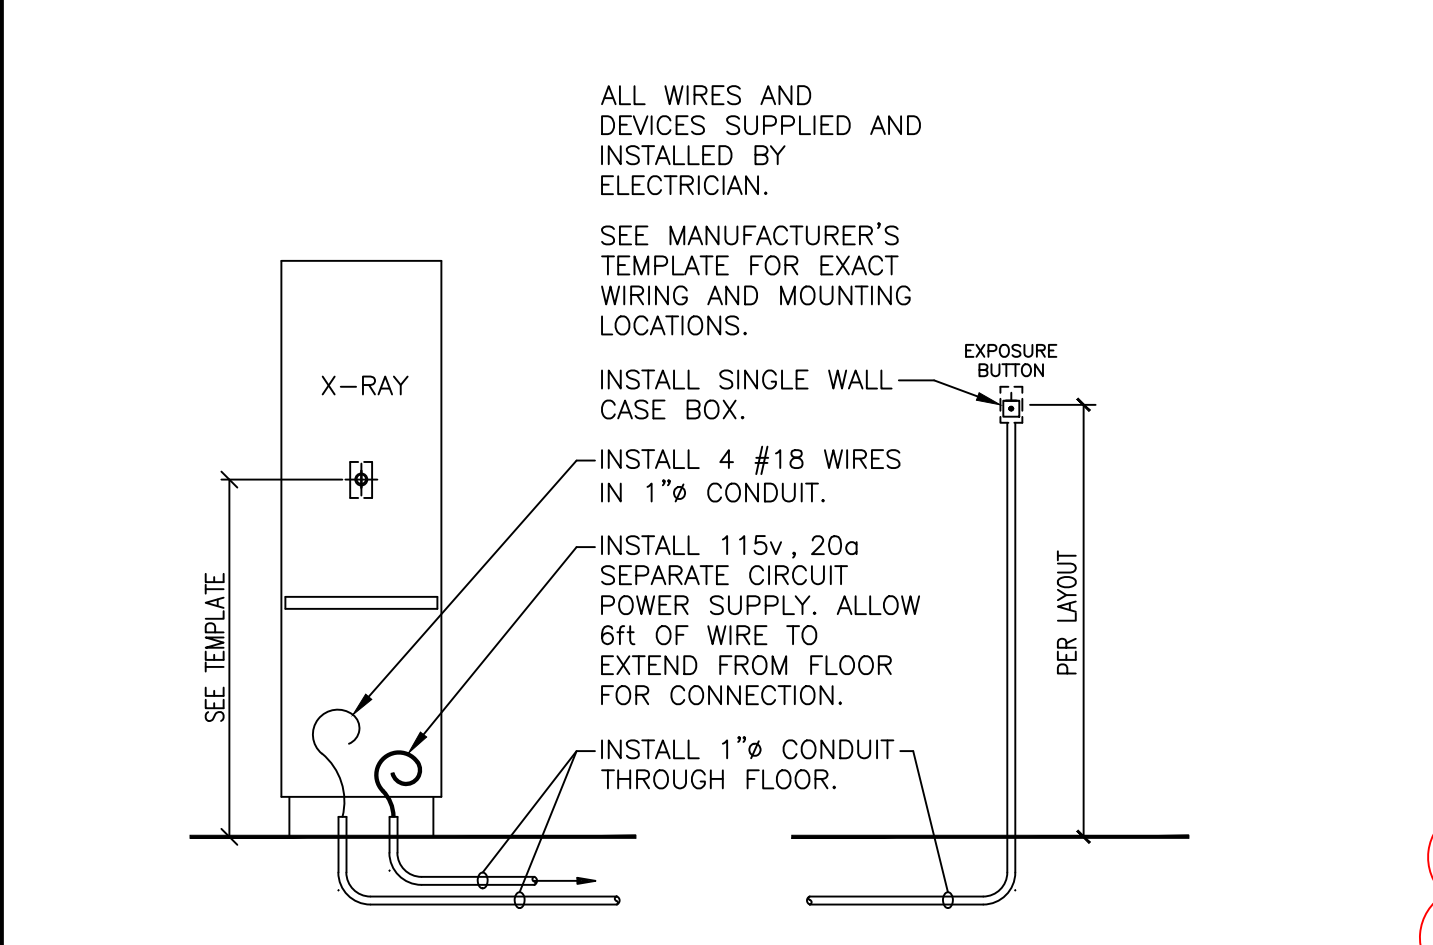 ALL WIRES AND
DEVICES SUPPLIED AND
INSTALLED BY
ELECTRICIAN.
SEE MANUFACTURER'S
TEMPLATE FOR EXACT
WIRING AND MOUNTING
LOCATIONS.
EXPOSURE
BUTTON
X-RAY
INSTALL SINGLE WALL
CASE BOX.
INSTALL 4 #18 WIRES
IN 1"ø CONDUIT.
INSTALL 115v, 20a
SEPARATE CIRCUIT
POWER SUPPLY. ALLOW
6ft OF WIRE TO
EXTEND FROM FLOOR
FOR CONNECTION.
SEE TEMPLATE
PER LAYOUT
INSTALL 1"ø CONDUIT
THROUGH FLOOR.